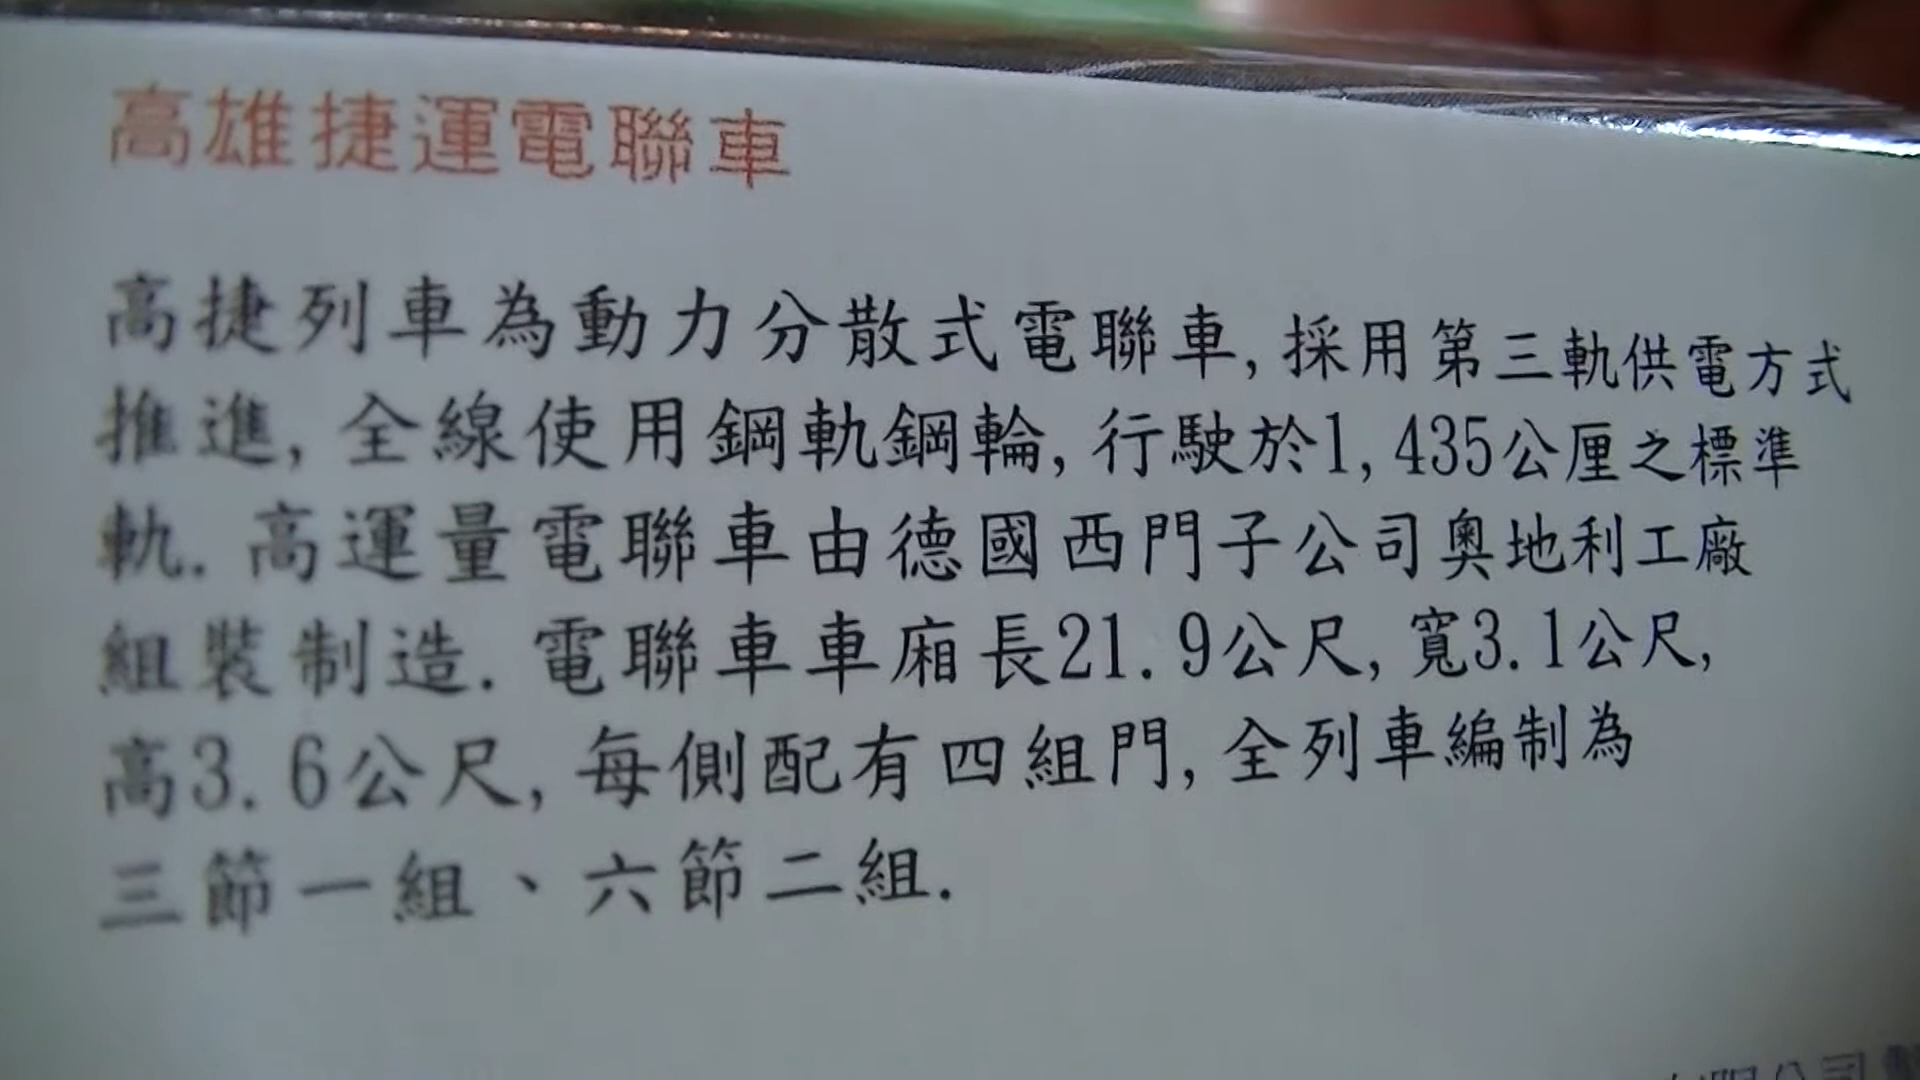 高雄捷運電聯車
高捷列車為動力分散式電聯車,採用第三軌供電方式
推進,全線使用鋼軌鋼輪,行駛於1,435公厘之標準
軌.高運量電聯車由德國西門子公司奧地利工廠
組裝制造.電聯車車廂長21.9公尺,寬3.1公尺,
高3.6公尺,每側配有四組門,全列車編制為
三節一組、六節二組.
有限公司